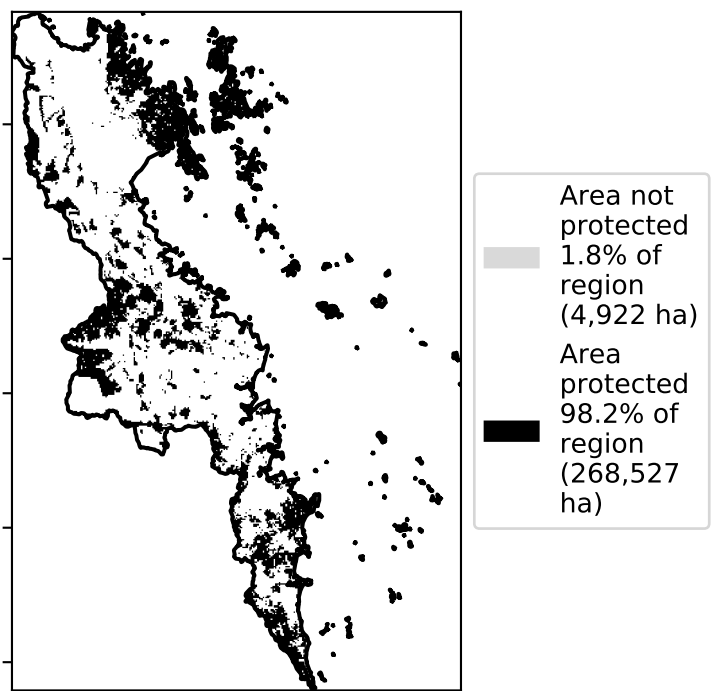 Area not
protected
1.8% of
region
(4,922 ha)
Area
protected
98.2% of
region
(268,527
ha)